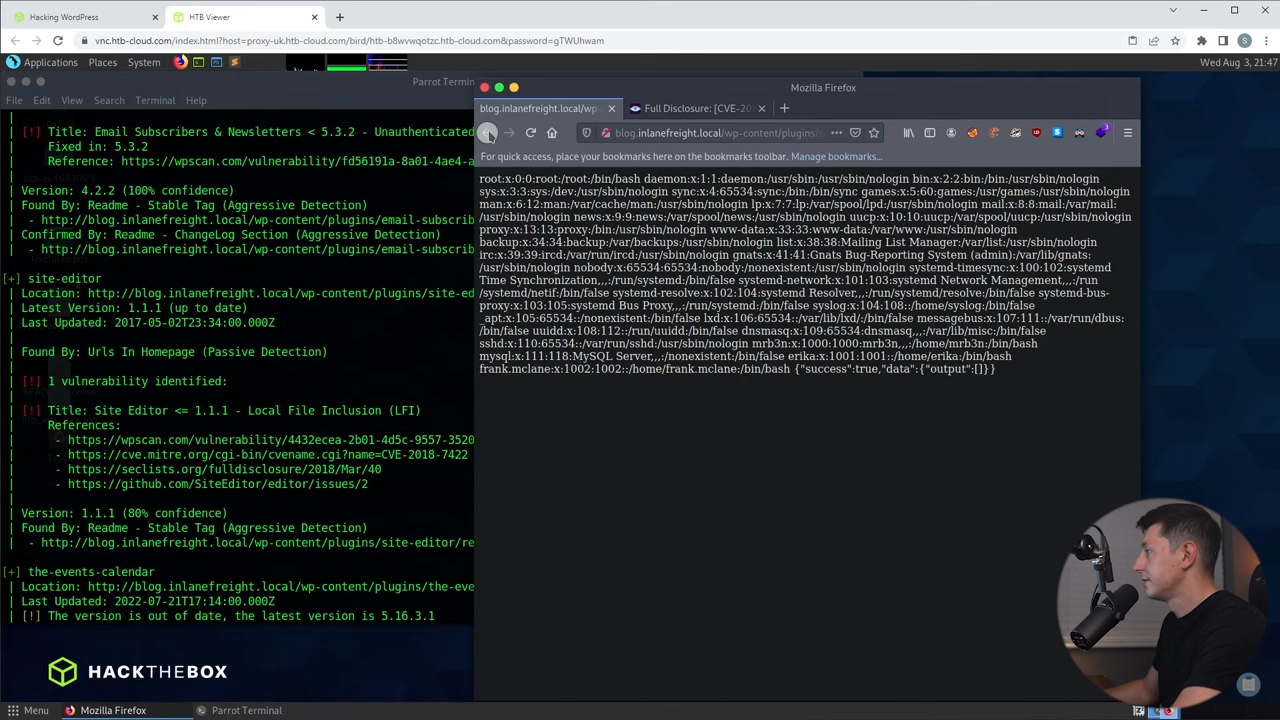 Hacking WordPress
HTB Viewer
vnc.htb-cloud.com/index.html?host=proxy-uk.htb-cloud.com/bird/htb-b8wvwqotzc.htb-cloud.com&password=gTWUhwam
Applications Places System
Wed Aug 3, 21:47
Parrot Termin
File Edit View Search Terminal Help
|
| [!] Title: Email Subscribers & Newsletters < 5.3.2 - Unauthenticated
| Fixed in: 5.3.2
| Reference: https://wpscan.com/vulnerability/fd56191a-8a01-4ae4-a
|
| Version: 4.2.2 (100% confidence)
| Found By: Readme - Stable Tag (Aggressive Detection)
| - http://blog.inlanefreight.local/wp-content/plugins/email-subscrib
| Confirmed By: Readme - ChangeLog Section (Aggressive Detection)
| - http://blog.inlanefreight.local/wp-content/plugins/email-subscrib
[+] site-editor
| Location: http://blog.inlanefreight.local/wp-content/plugins/site-ed
| Latest Version: 1.1.1 (up to date)
| Last Updated: 2017-05-02T23:34:00.000Z
|
| Found By: Urls In Homepage (Passive Detection)
|
| [!] 1 vulnerability identified:
|
| [!] Title: Site Editor <= 1.1.1 - Local File Inclusion (LFI)
| References:
| - https://wpscan.com/vulnerability/4432ecea-2b01-4d5c-9557-3520
| - https://cve.mitre.org/cgi-bin/cvename.cgi?name=CVE-2018-7422
| - https://seclists.org/fulldisclosure/2018/Mar/40
| - https://github.com/SiteEditor/editor/issues/2
|
| Version: 1.1.1 (80% confidence)
| Found By: Readme - Stable Tag (Aggressive Detection)
| - http://blog.inlanefreight.local/wp-content/plugins/site-editor/re
[+] the-events-calendar
| Location: http://blog.inlanefreight.local/wp-content/plugins/the-eve
| Last Updated: 2022-07-21T17:14:00.000Z
| [!] The version is out of date, the latest version is 5.16.3.1
Mozilla Firefox
blog.inlanefreight.local/wp-
Full Disclosure: [CVE-20
blog.inlanefreight.local/wp-content/plugins/s
For quick access, place your bookmarks here on the bookmarks toolbar. Manage bookmarks...
root:x:0:0:root:/root:/bin/bash daemon:x:1:1:daemon:/usr/sbin:/usr/sbin/nologin bin:x:2:2:bin:/bin:/usr/sbin/nologin
sys:x:3:3:sys:/dev:/usr/sbin/nologin sync:x:4:65534:sync:/bin:/bin/sync games:x:5:60:games:/usr/games:/usr/sbin/nologin
man:x:6:12:man:/var/cache/man:/usr/sbin/nologin lp:x:7:7:lp:/var/spool/lpd:/usr/sbin/nologin mail:x:8:8:mail:/var/mail:
/usr/sbin/nologin news:x:9:9:news:/var/spool/news:/usr/sbin/nologin uucp:x:10:10:uucp:/var/spool/uucp:/usr/sbin/nologin
proxy:x:13:13:proxy:/bin:/usr/sbin/nologin www-data:x:33:33:www-data:/var/www:/usr/sbin/nologin
backup:x:34:34:backup:/var/backups:/usr/sbin/nologin list:x:38:38:Mailing List Manager:/var/list:/usr/sbin/nologin
irc:x:39:39:ircd:/var/run/ircd:/usr/sbin/nologin gnats:x:41:41:Gnats Bug-Reporting System (admin):/var/lib/gnats:
/usr/sbin/nologin nobody:x:65534:65534:nobody:/nonexistent:/usr/sbin/nologin systemd-timesync:x:100:102:systemd
Time Synchronization,,,:/run/systemd:/bin/false systemd-network:x:101:103:systemd Network Management,,,:/run
/systemd/netif:/bin/false systemd-resolve:x:102:104:systemd Resolver,,,:/run/systemd/resolve:/bin/false systemd-bus-
proxy:x:103:105:systemd Bus Proxy,,,:/run/systemd:/bin/false syslog:x:104:108::/home/syslog:/bin/false
_apt:x:105:65534::/nonexistent:/bin/false lxd:x:106:65534::/var/lib/lxd/:/bin/false messagebus:x:107:111::/var/run/dbus:
/bin/false uuidd:x:108:112::/run/uuidd:/bin/false dnsmasq:x:109:65534:dnsmasq,,,:/var/lib/misc:/bin/false
sshd:x:110:65534::/var/run/sshd:/usr/sbin/nologin mrb3n:x:1000:1000:mrb3n,,,:/home/mrb3n:/bin/bash
mysql:x:111:118:MySQL Server,,,:/nonexistent:/bin/false erika:x:1001:1001::/home/erika:/bin/bash
frank.mclane:x:1002:1002::/home/frank.mclane:/bin/bash {"success":true,"data":{"output":[]}}
HACKTHEBOX
Menu
Mozilla Firefox
Parrot Terminal